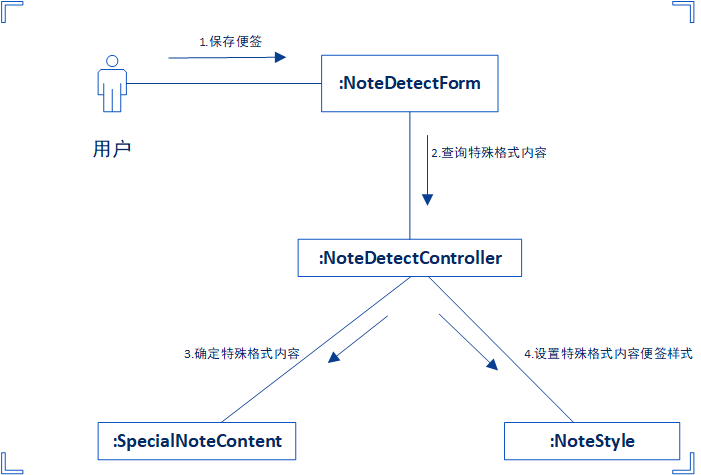 1.保存便签
:NoteDetectForm
用户
2.查询特殊格式内容
:NoteDetectController
3.确定特殊格式内容
4.设置特殊格式内容便签样式
:SpecialNoteContent
:NoteStyle